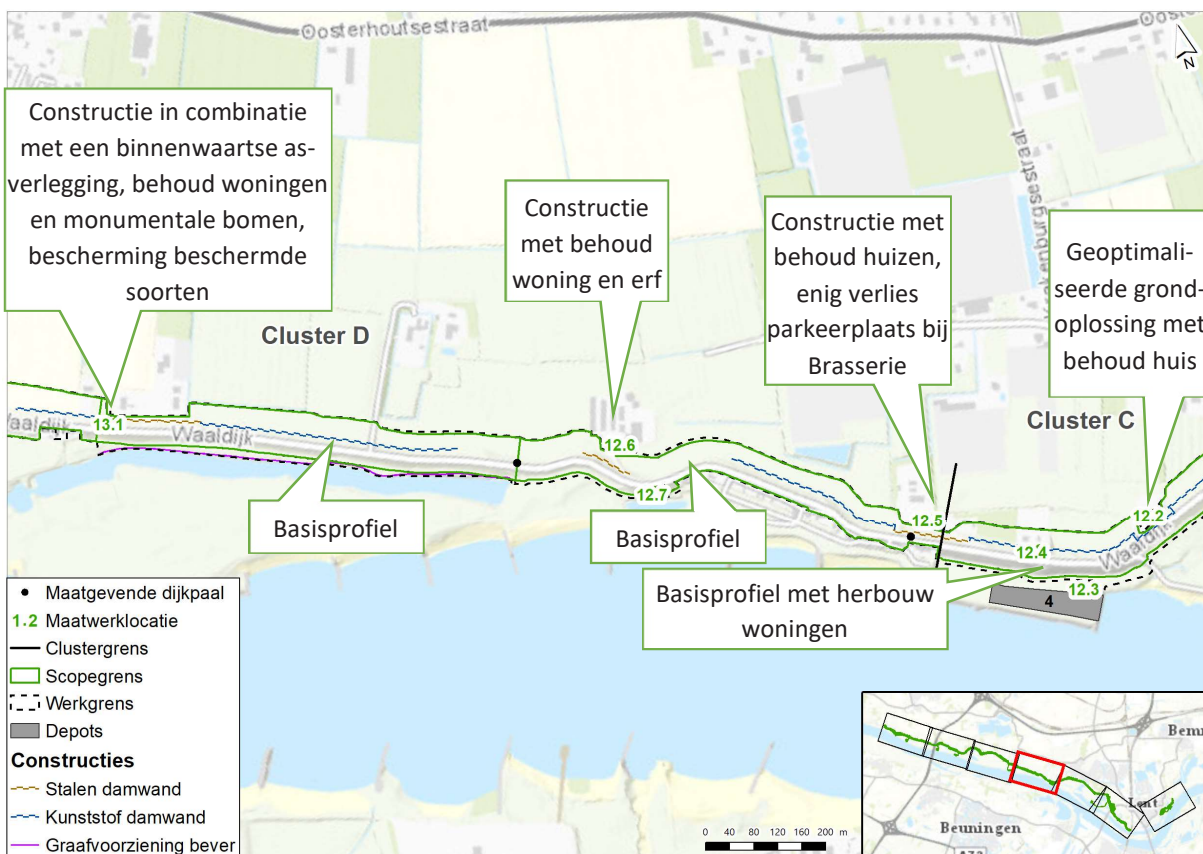 Oosterhoutsestraat
N
Constructie in combinatie
met een binnenwaartse as-
verlegging, behoud woningen
en monumentale bomen,
bescherming beschermde
soorten
Constructie
met behoud
woning en erf
Constructie met
behoud huizen,
enig verlies
parkeerplaats bij
Brasserie
Geoptimali-
seerde grond-
oplossing met
behoud huis
Cluster D
Cluster C
13.1
Waaldijk
Waaldijk
12.6
12.7
12.5
12.4
12.2
Waaldijk
12.3
4
Basisprofiel
Basisprofiel
Basisprofiel met herbouw
woningen
Maatgevende dijkpaal
1.2 Maatwerklocatie
Clustergrens
Scopegrens
Werkgrens
Depots
Constructies
Stalen damwand
Kunststof damwand
Graafvoorziening bever
0 40 80 120 160 200 m
Lent
Beuningen
A73